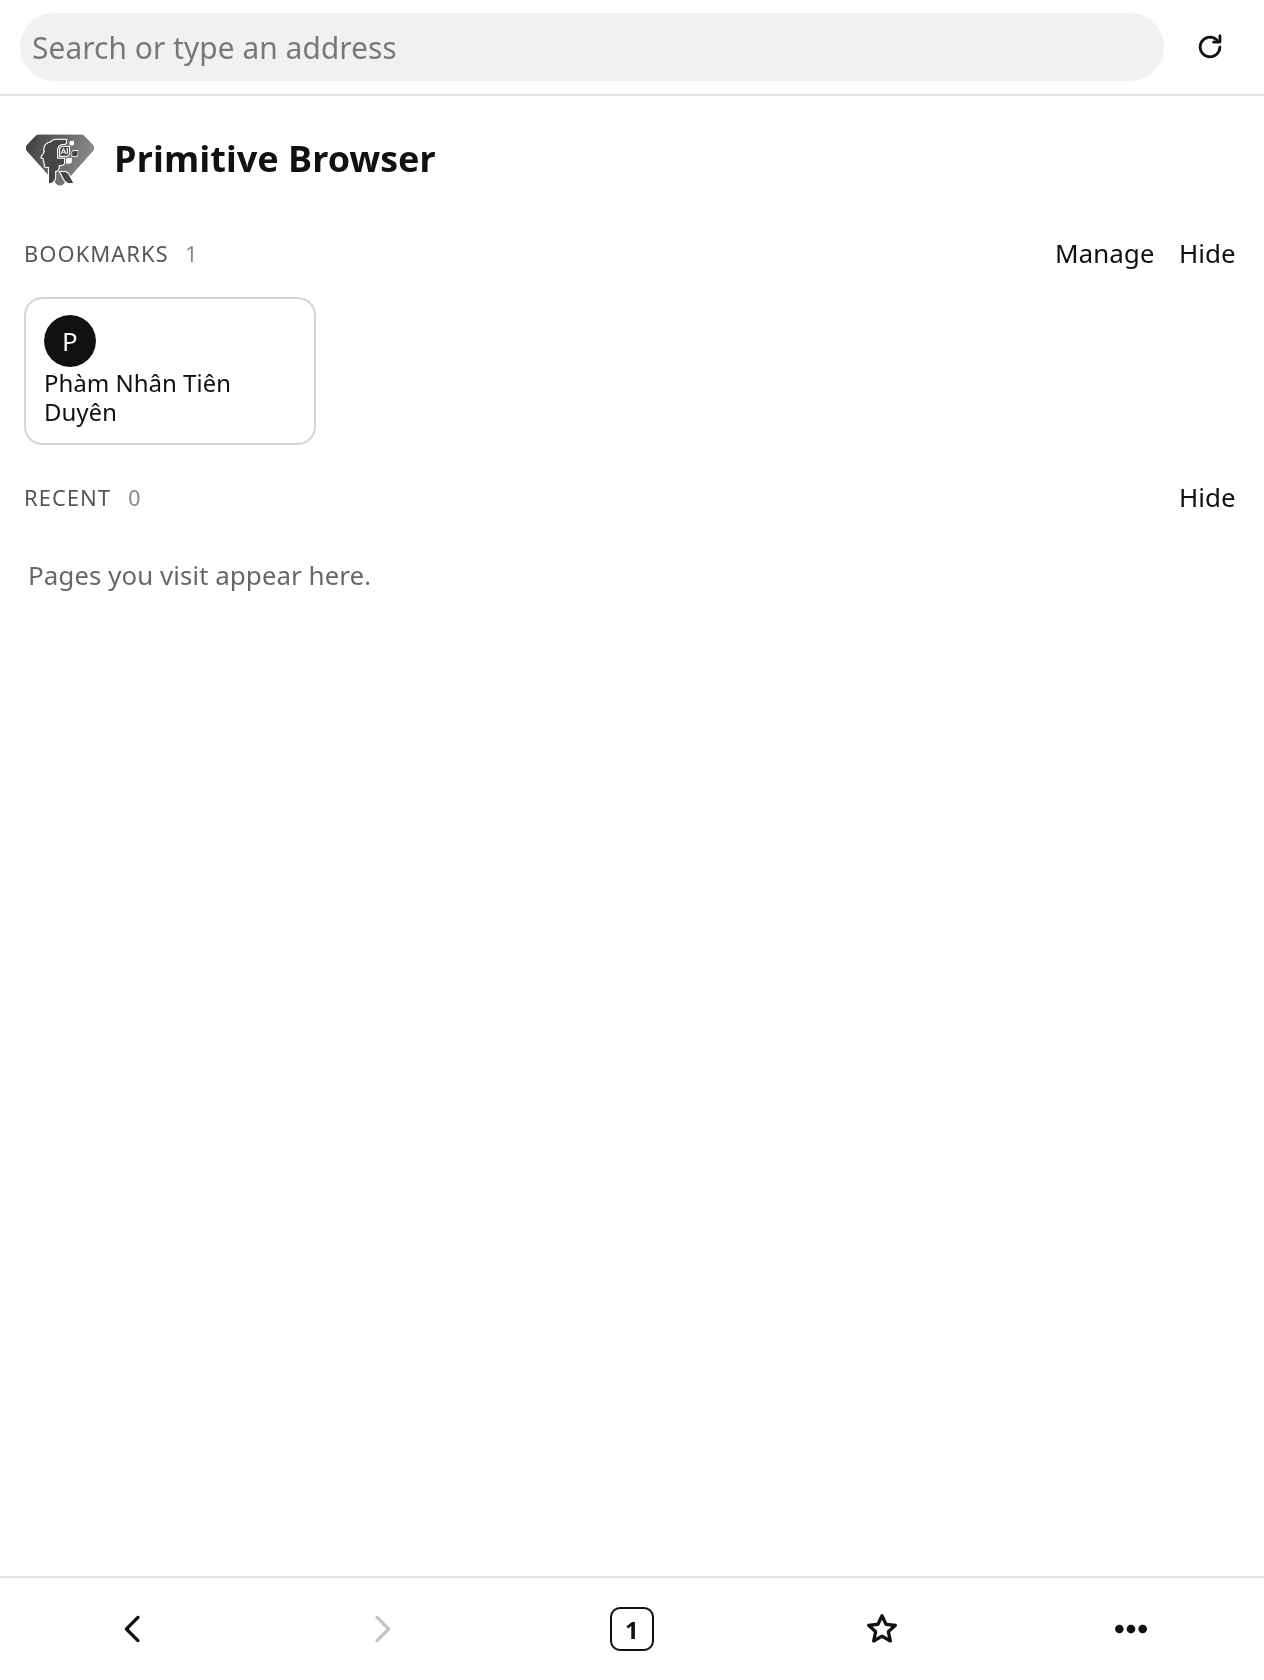 Search or type an address
Primitive Browser
BOOKMARKS 1
Manage Hide
P
Phàm Nhân Tiên
Duyên
RECENT 0
Hide
Pages you visit appear here.
1